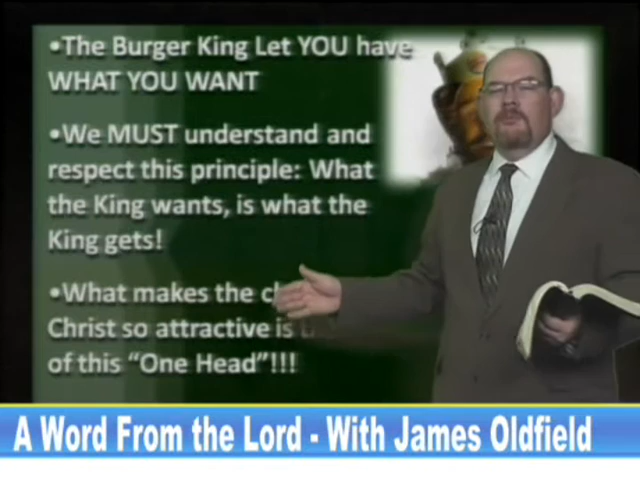 •The Burger King Let YOU have
WHAT YOU WANT
•We MUST understand and
respect this principle: What
the King wants, is what the
King gets!
•What makes the
Christ so attractive is
of this "One Head"!!!
A Word From the Lord - With James Oldfield